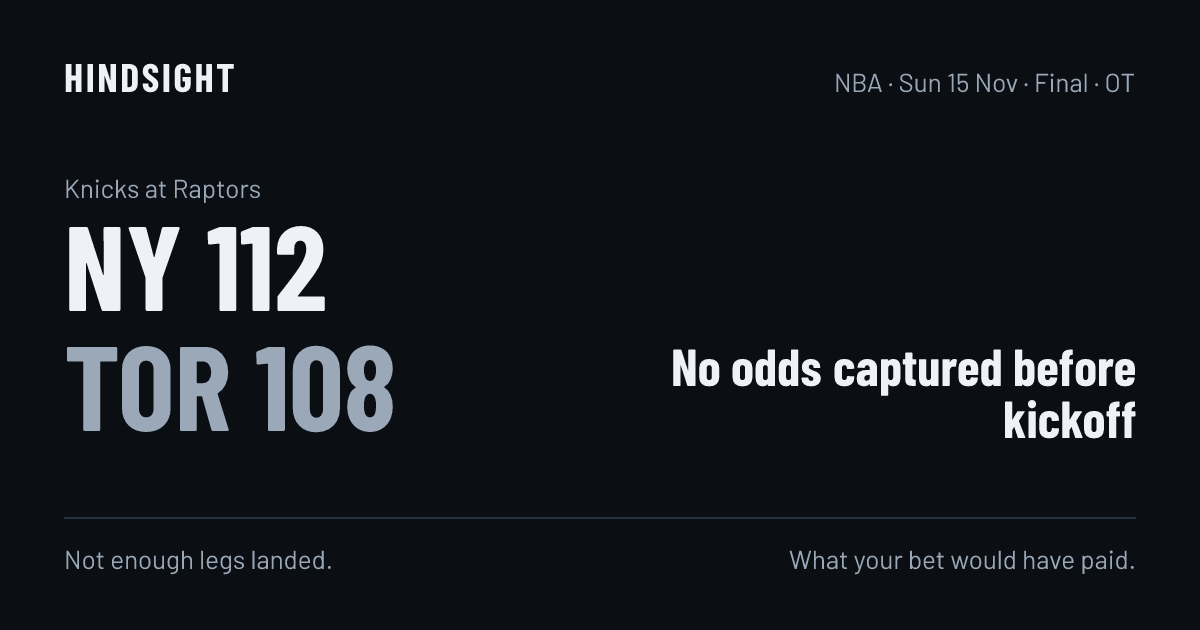 HINDSIGHT
NBA · Sun 15 Nov · Final · OT
Knicks at Raptors
NY 112
TOR 108
No odds captured before
kickoff
Not enough legs landed.
What your bet would have paid.